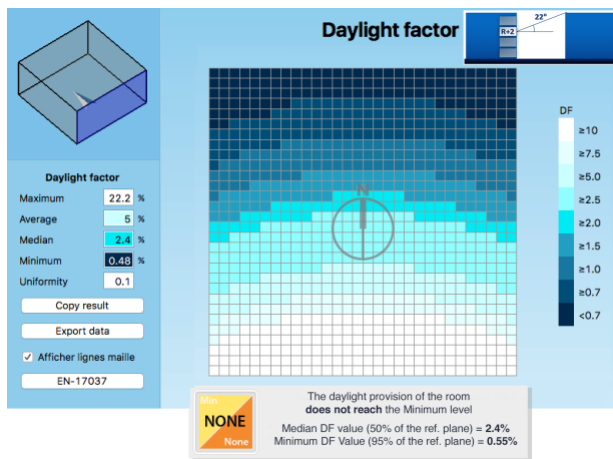 Daylight factor
R+2
22°
N
DF
≥10
≥7.5
≥5
≥2.5
≥2.0
≥1.5
≥1.0
≥0.7
<0.7
Daylight factor
Maximum 22.2 %
Average 5 %
Median 2.4 %
Minimum 0.48 %
Uniformity 0.1
Copy result
Export data
Afficher lignes maille
EN-17037
Min
NONE
None
The daylight provision of the room
does not reach the Minimum level
Median DF value (50% of the ref. plane) = 2.4%
Minimum DF Value (95% of the ref. plane) = 0.55%